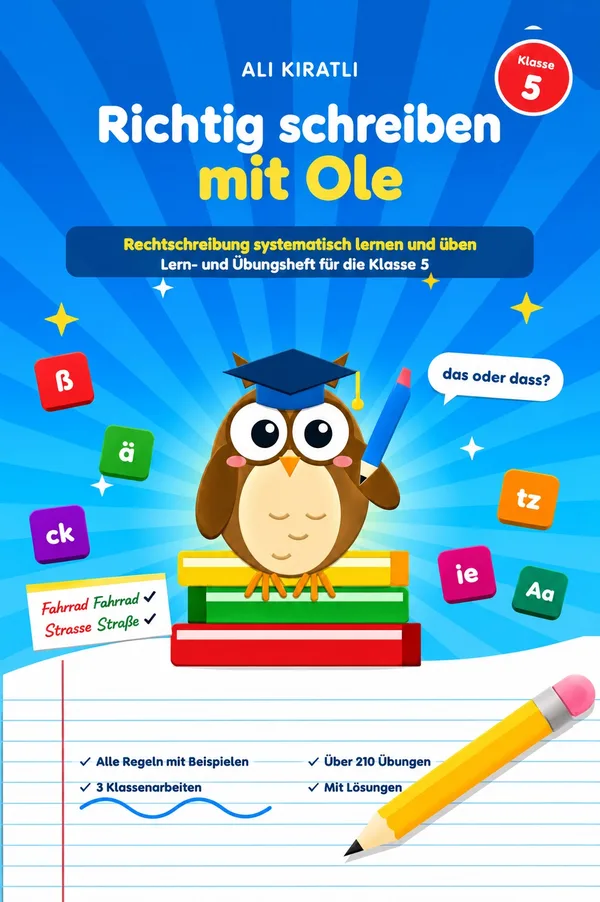 ALI KIRATLI
Klasse
5
Richtig schreiben
mit Ole
Rechtschreibung systematisch lernen und üben
Lern- und Übungsheft für die Klasse 5
das oder dass?
ß
ä
ck
tz
ie
Aa
Fahrrad Fahrrad ✓
Strasse Straße ✓
✓ Alle Regeln mit Beispielen
✓ Über 210 Übungen
✓ 3 Klassenarbeiten
✓ Mit Lösungen